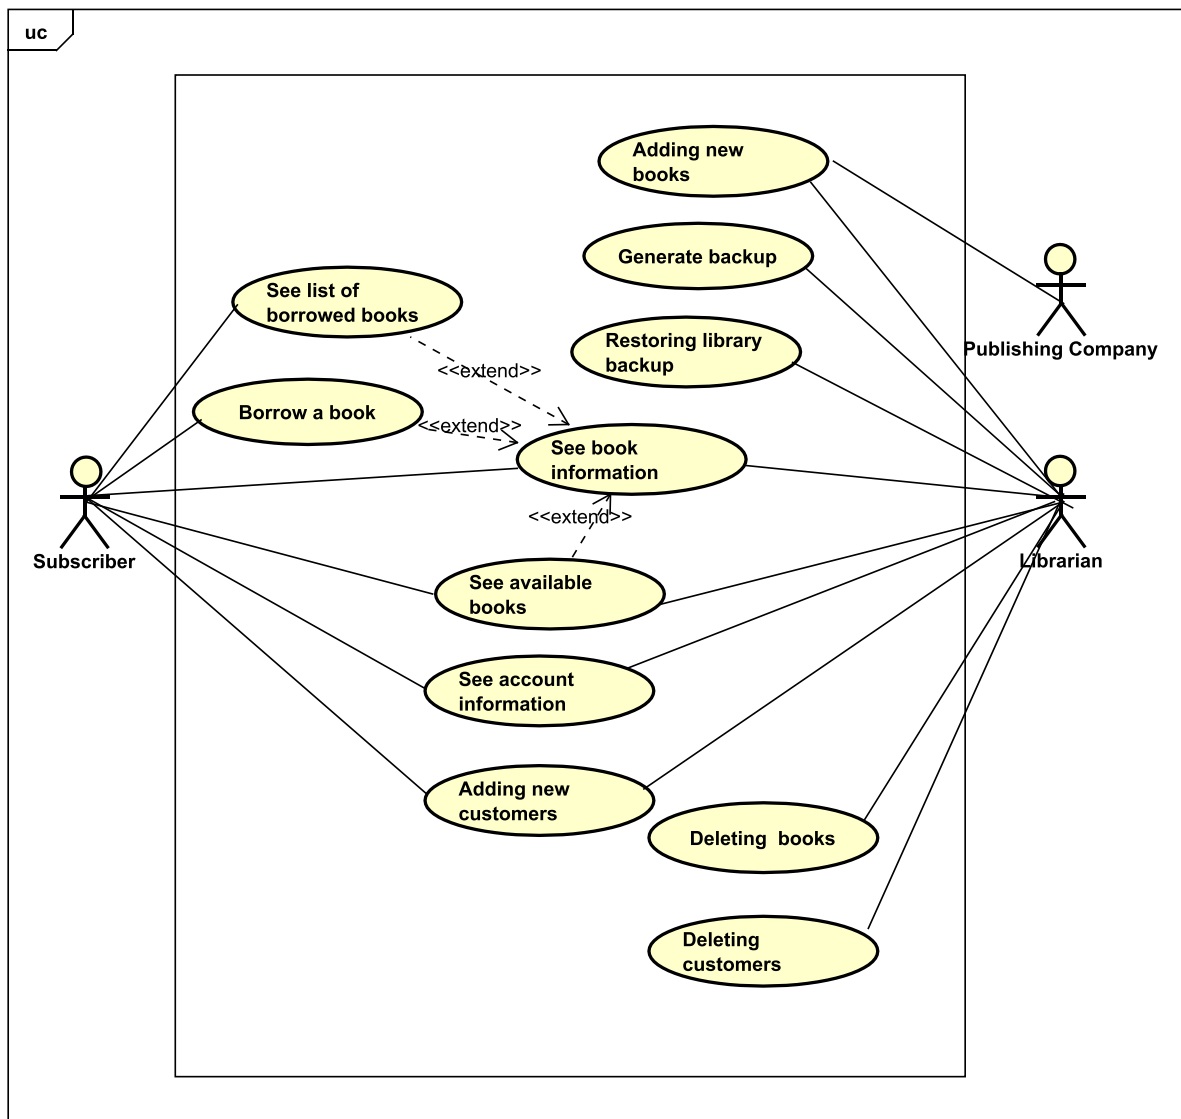 uc
Adding new
books
Generate backup
See list of
borrowed books
Restoring library
backup
Publishing Company
<<extend>>
Borrow a book
<<extend>>
See book
information
<<extend>>
Subscriber
Librarian
See available
books
See account
information
Adding new
customers
Deleting  books
Deleting
customers